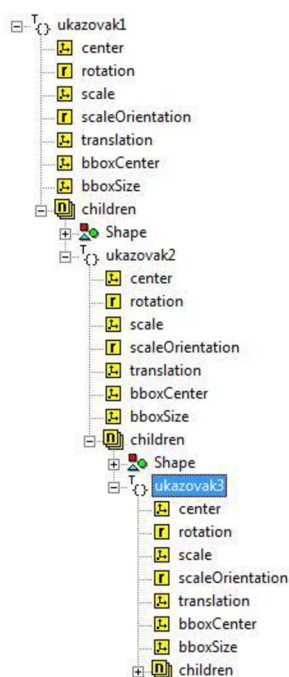 ukazovak1
center
rotation
scale
scaleOrientation
translation
bboxCenter
bboxSize
children
Shape
ukazovak2
center
rotation
scale
scaleOrientation
translation
bboxCenter
bboxSize
children
Shape
ukazovak3
center
rotation
scale
scaleOrientation
translation
bboxCenter
bboxSize
children